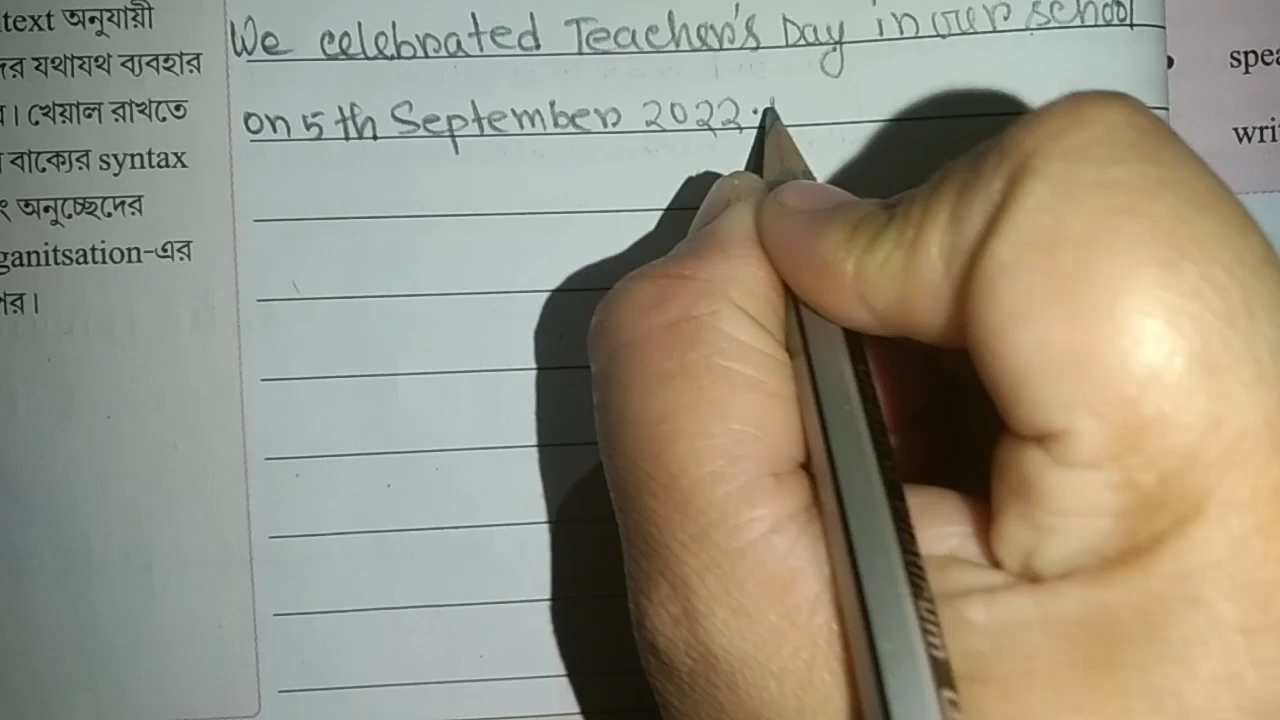 text অনুযায়ী
যথাযথ ব্যবহার
। খেয়াল রাখতে
বাক্যের syntax
অনুচ্ছেদের
ganitsation-এর
We celebrated Teacher's Day in our school
on 5th September 2022.
spea
writ